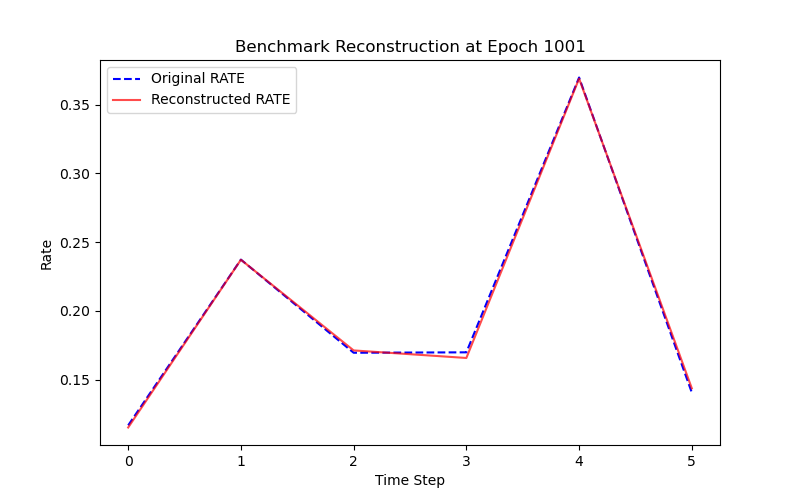 Benchmark Reconstruction at Epoch 1001
Original RATE
Reconstructed RATE
0.35
0.30
0.25
0.20
0.15
Rate
0 1 2 3 4 5
Time Step